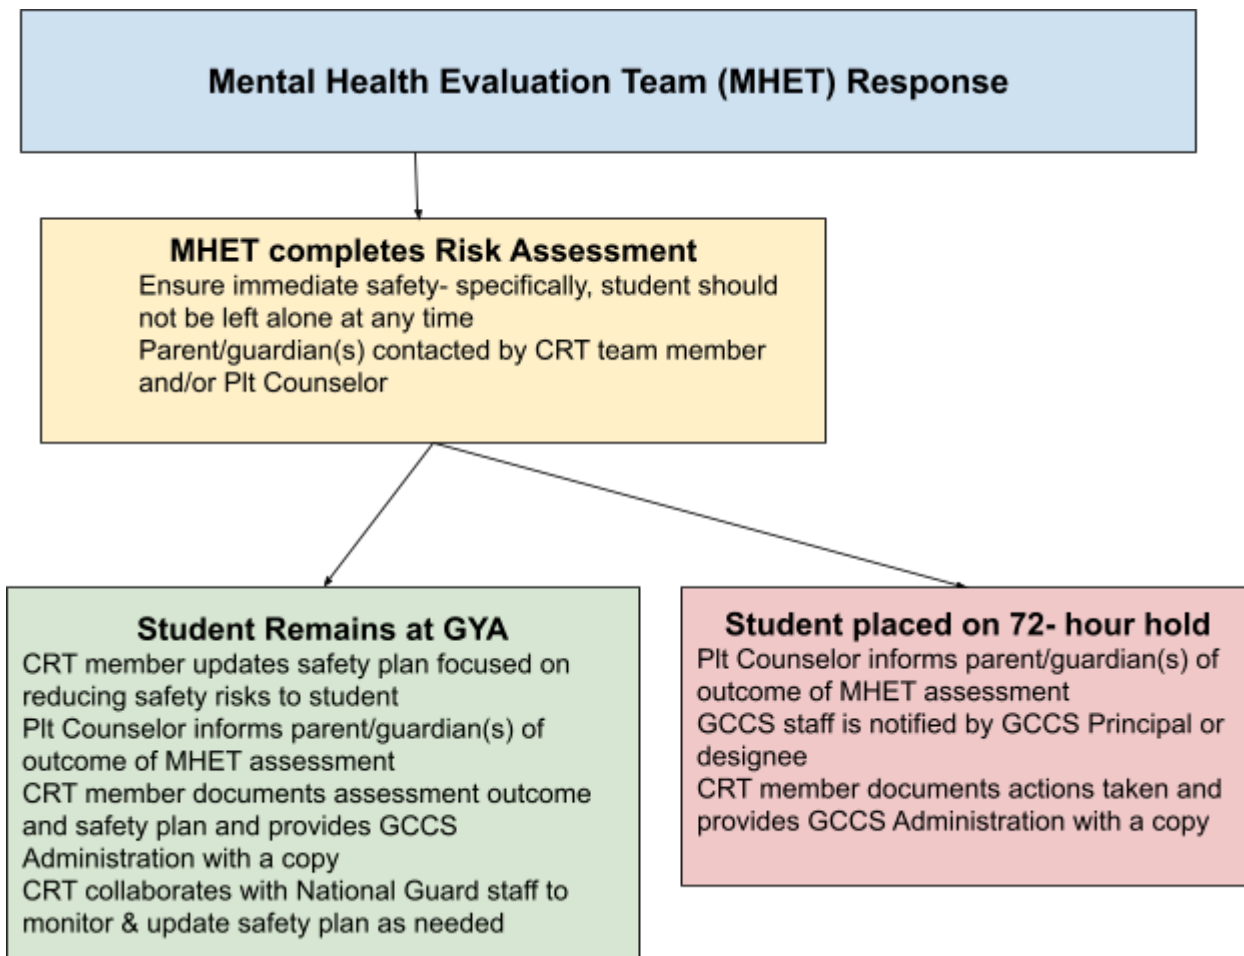 Mental Health Evaluation Team (MHET) Response
MHET completes Risk Assessment
Ensure immediate safety- specifically, student should
not be left alone at any time
Parent/guardian(s) contacted by CRT team member
and/or Plt Counselor
Student Remains at GYA
CRT member updates safety plan focused on
reducing safety risks to student
Plt Counselor informs parent/guardian(s) of
outcome of MHET assessment
CRT member documents assessment outcome
and safety plan and provides GCCS
Administration with a copy
CRT collaborates with National Guard staff to
monitor & update safety plan as needed
Student placed on 72- hour hold
Plt Counselor informs parent/guardian(s) of
outcome of MHET assessment
GCCS staff is notified by GCCS Principal or
designee
CRT member documents actions taken and
provides GCCS Administration with a copy